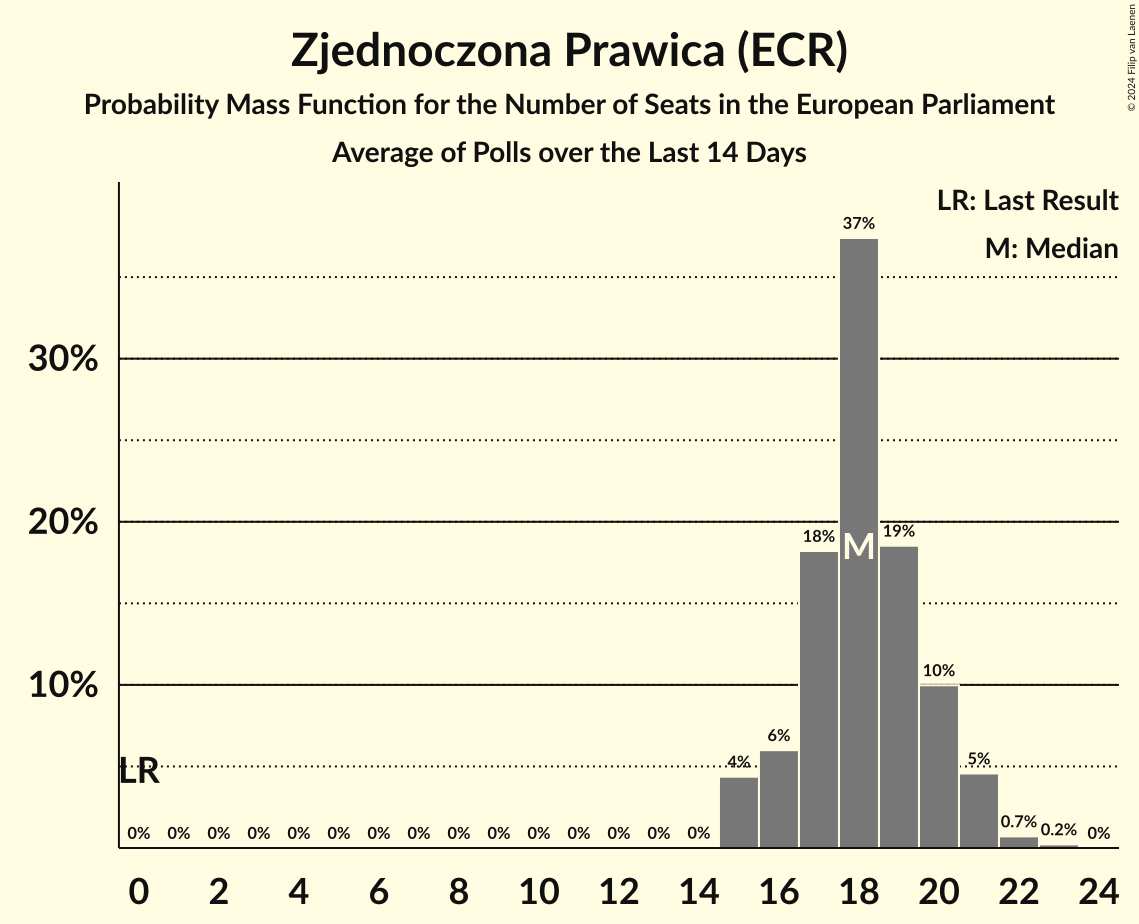 Zjednoczona Prawica (ECR)
Probability Mass Function for the Number of Seats in the European Parliament
Average of Polls over the Last 14 Days
© 2024 Filip van Laenen
LR: Last Result
M: Median
37%
30%
20%
18%
M
19%
10%
10%
6%
4%
5%
LR
0% 0% 0% 0% 0% 0% 0% 0% 0% 0% 0% 0% 0% 0% 0% 0.7% 0.2% 0%
0 2 4 6 8 10 12 14 16 18 20 22 24